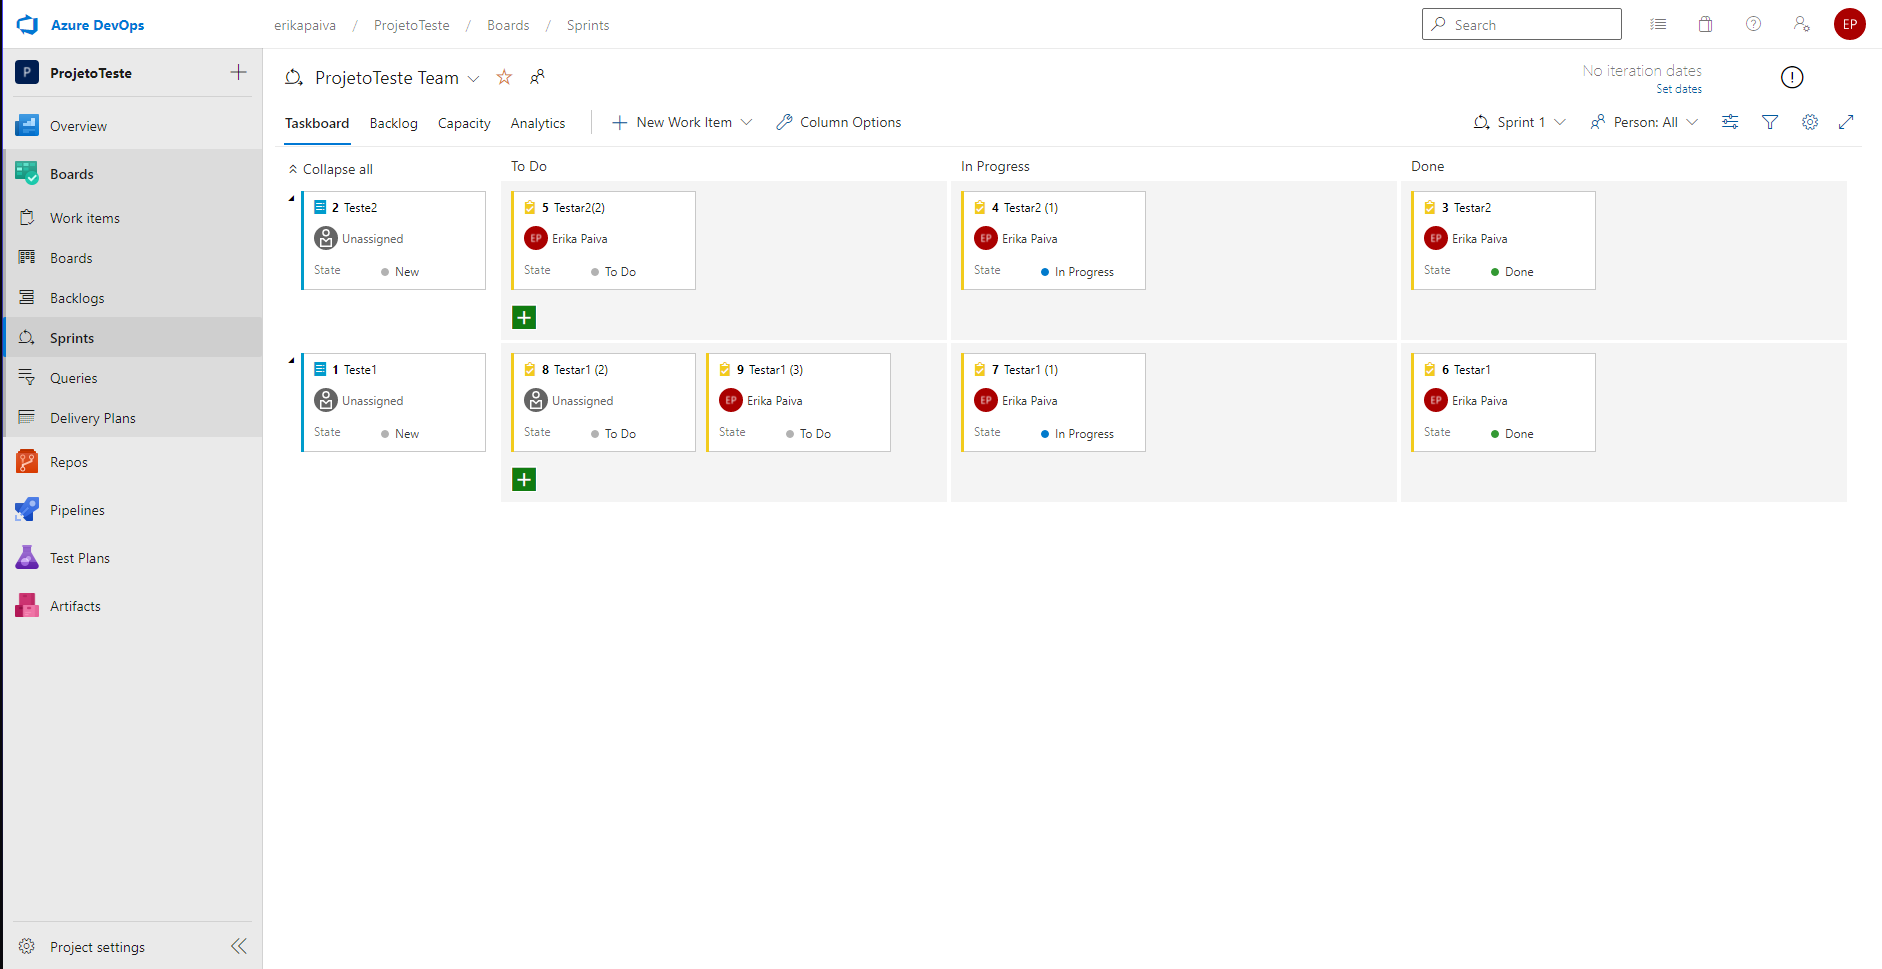 Azure DevOps
erikapaiva / ProjetoTeste / Boards / Sprints
Search
EP
P ProjetoTeste
Overview
Boards
Work items
Boards
Backlogs
Sprints
Queries
Delivery Plans
Repos
Pipelines
Test Plans
Artifacts
Project settings
ProjetoTeste Team
No iteration dates
Set dates
Taskboard Backlog Capacity Analytics New Work Item Column Options
Sprint 1 Person: All
Collapse all
To Do
In Progress
Done
2 Teste2
Unassigned
State New
5 Testar2(2)
EP Erika Paiva
State To Do
4 Testar2 (1)
EP Erika Paiva
State In Progress
3 Testar2
EP Erika Paiva
State Done
1 Teste1
Unassigned
State New
8 Testar1 (2)
Unassigned
State To Do
9 Testar1 (3)
EP Erika Paiva
State To Do
7 Testar1 (1)
EP Erika Paiva
State In Progress
6 Testar1
EP Erika Paiva
State Done